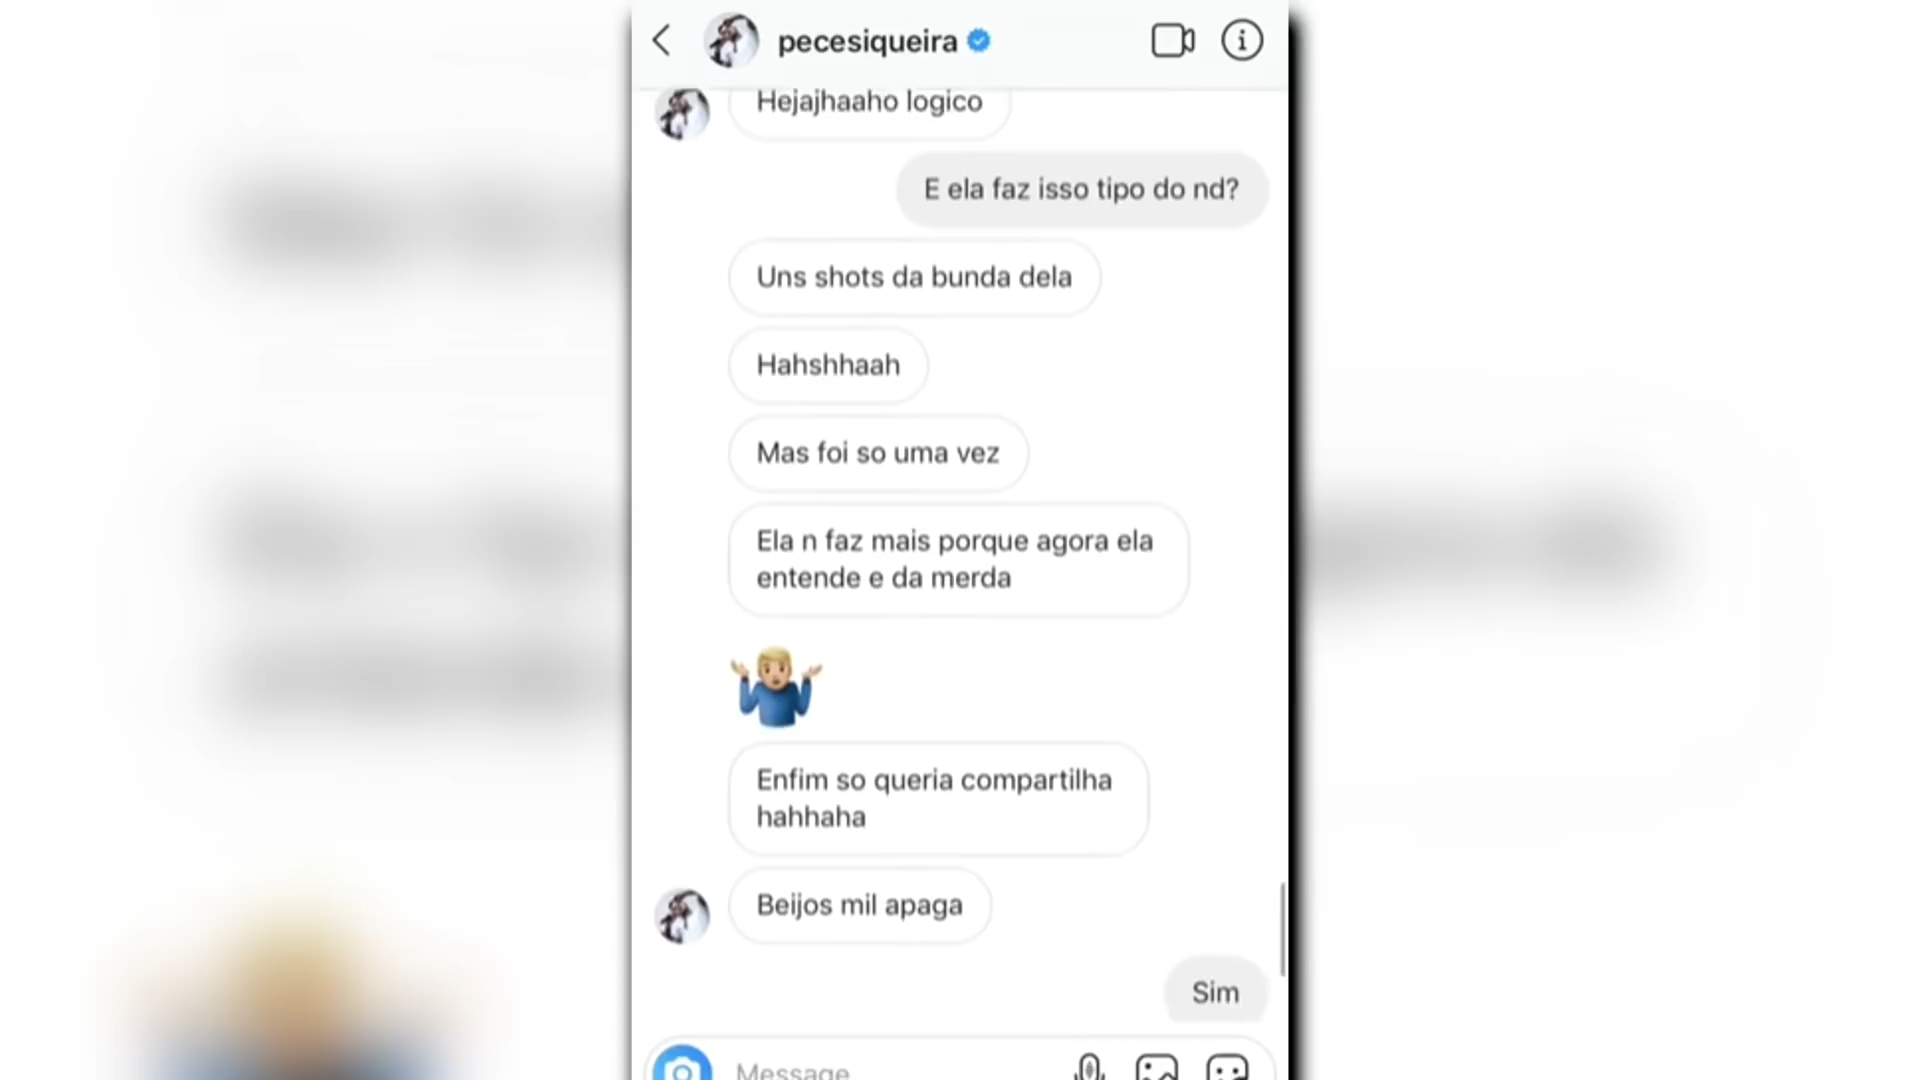 pecesiqueira
Hejajhaaho logico
E ela faz isso tipo do nd?
Uns shots da bunda dela
Hahshhaah
Mas foi so uma vez
Ela n faz mais porque agora ela
entende e da merda
Enfim so queria compartilha
hahhaha
Beijos mil apaga
Sim
Message